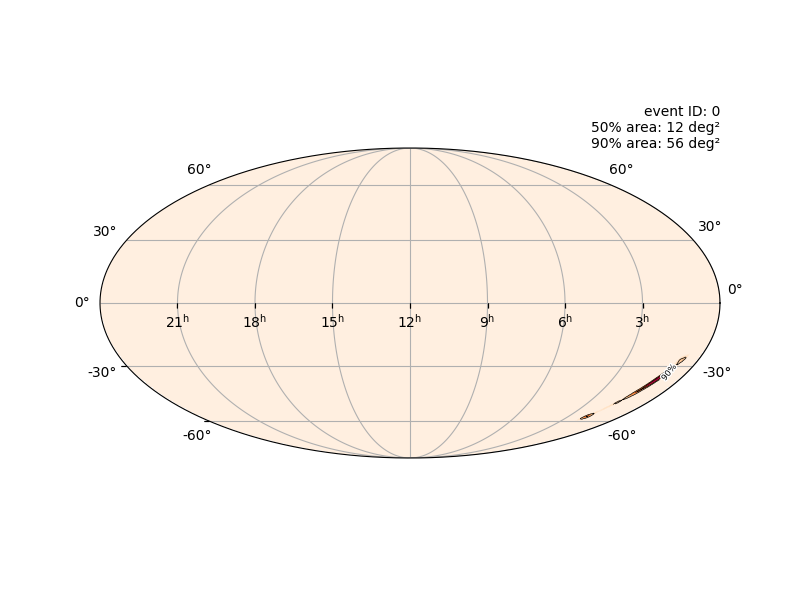 event ID: 0
50% area: 12 deg²
90% area: 56 deg²
60° 60°
30° 30°
0° 0°
21h 18h 15h 12h 9h 6h 3h
-30° 90% -30°
-60° -60°